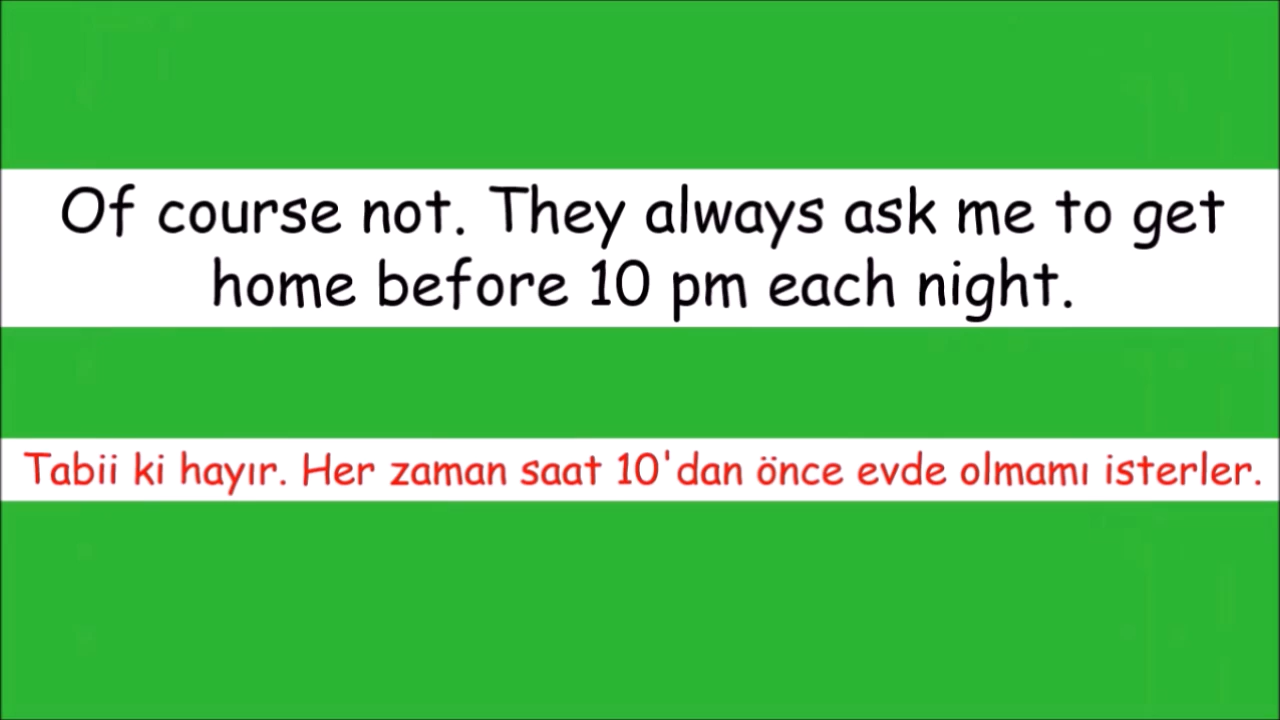 Of course not. They always ask me to get
home before 10 pm each night.
Tabii ki hayır. Her zaman saat 10'dan önce evde olmamı isterler.